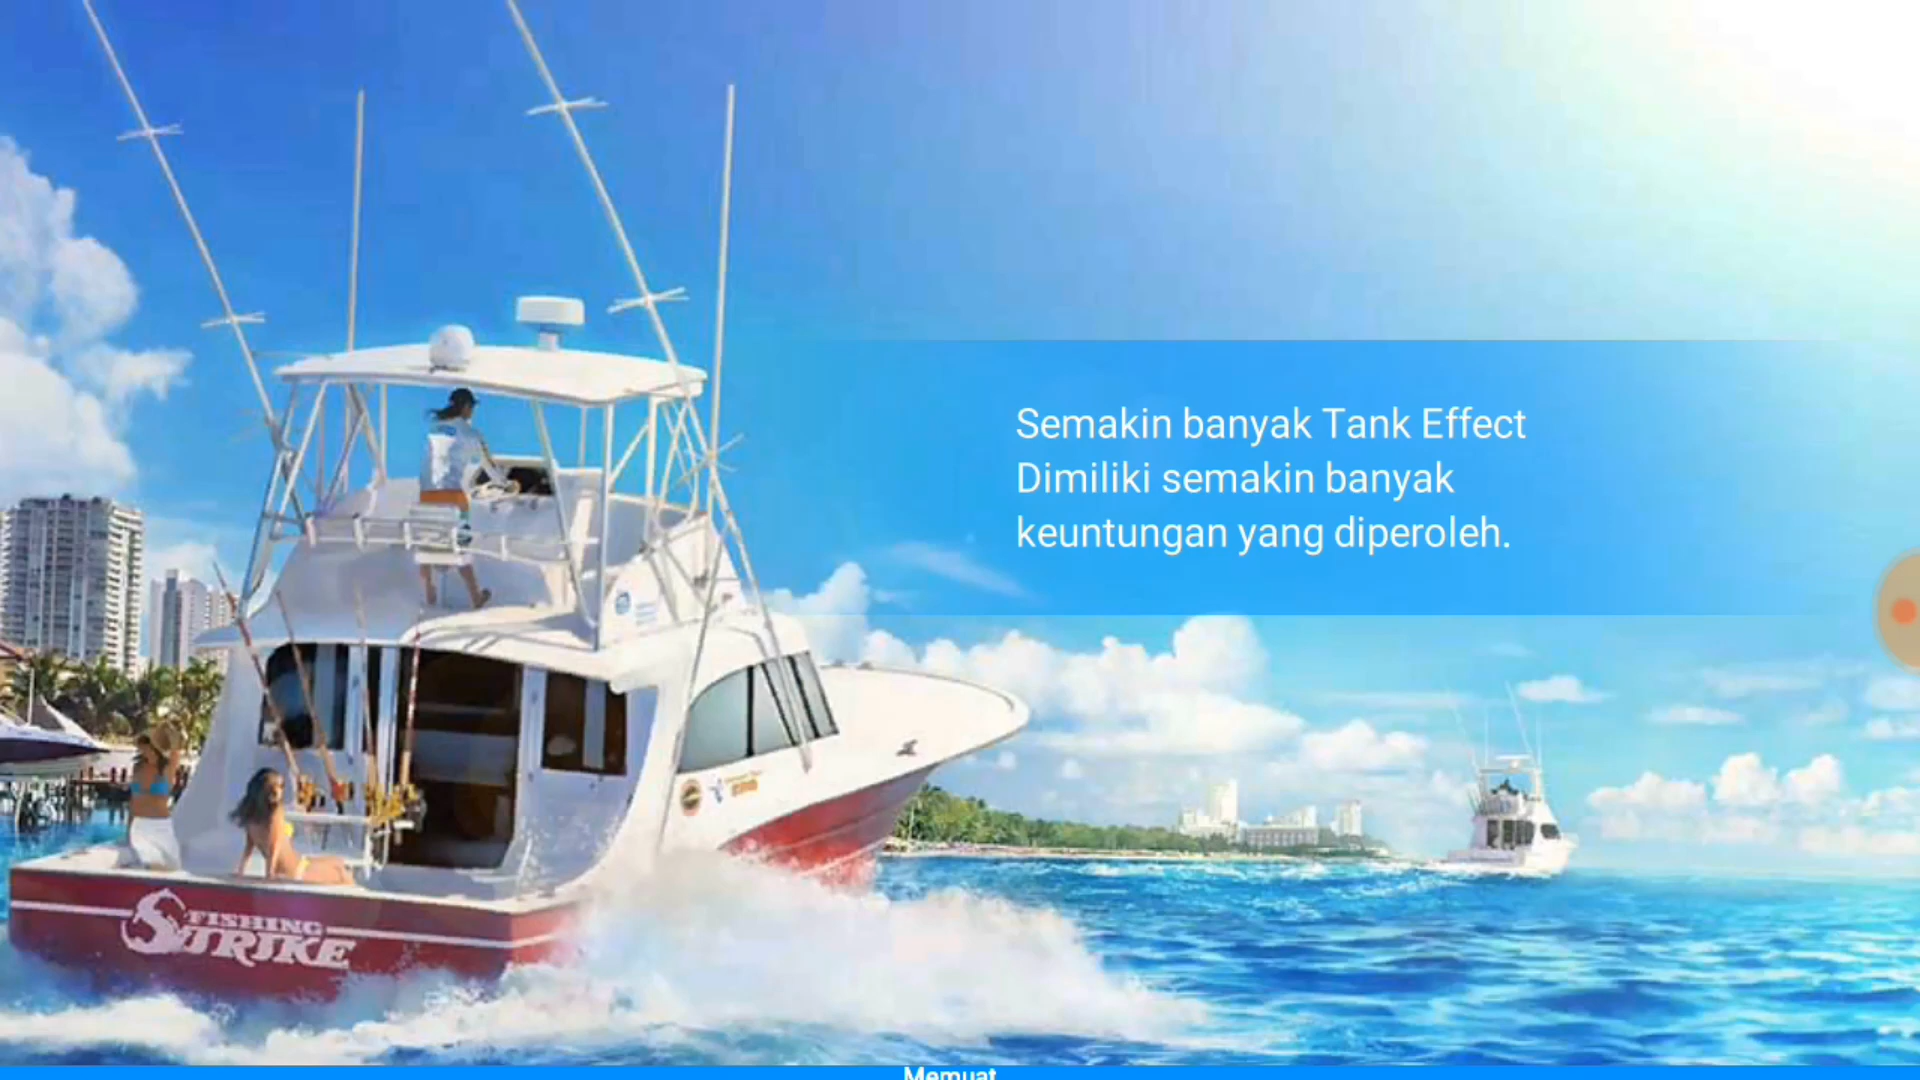 Semakin banyak Tank Effect
Dimiliki semakin banyak
keuntungan yang diperoleh.
FISHING
STRIKE
Memuat